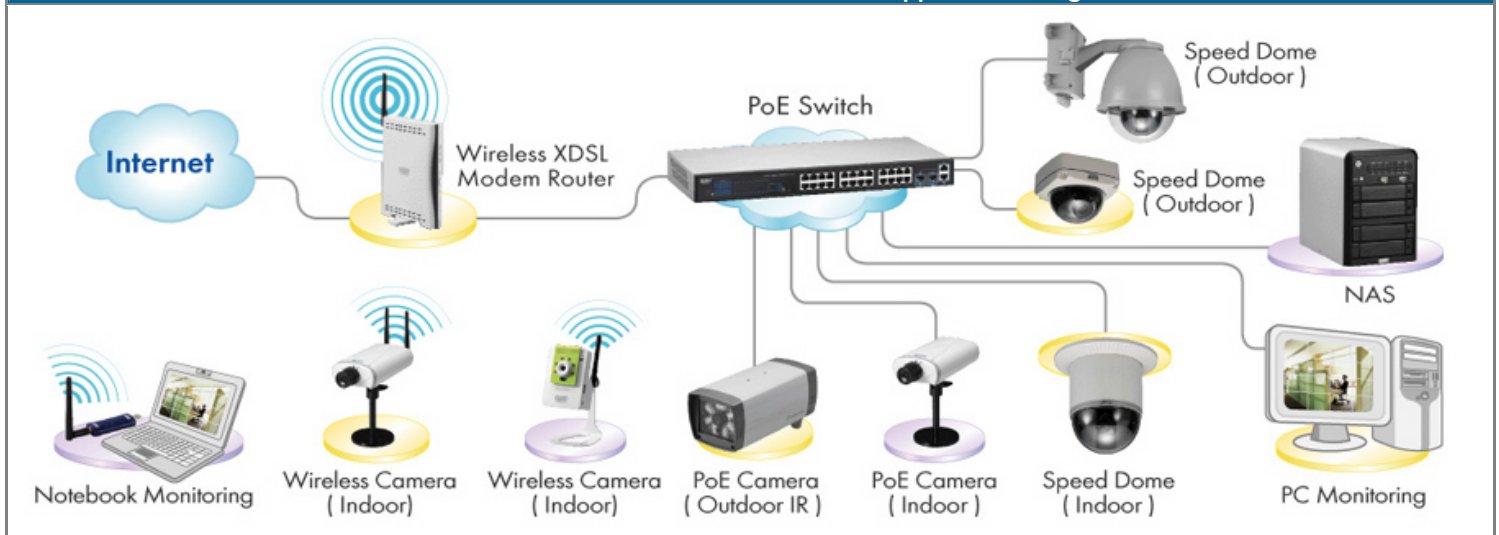 Speed Dome
( Outdoor )
PoE Switch
Internet
Wireless XDSL
Modem Router
Speed Dome
( Outdoor )
NAS
Notebook Monitoring
Wireless Camera
( Indoor)
Wireless Camera
( Indoor)
PoE Camera
( Outdoor IR )
PoE Camera
( Indoor )
Speed Dome
( Indoor )
PC Monitoring